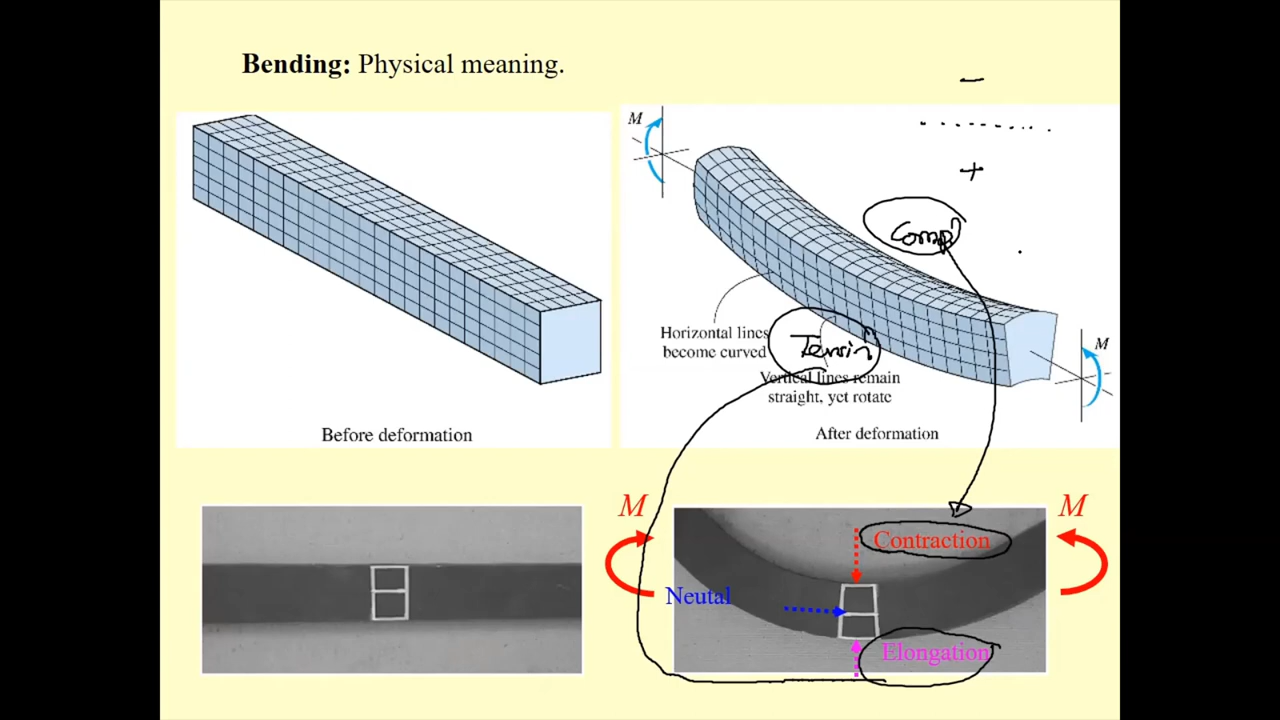 Bending: Physical meaning.
M
−
+
Comp
Horizontal lines
become curved
Tension
Vertical lines remain
straight, yet rotate
M
Before deformation
After deformation
M
M
Contraction
Neutal
Elongation